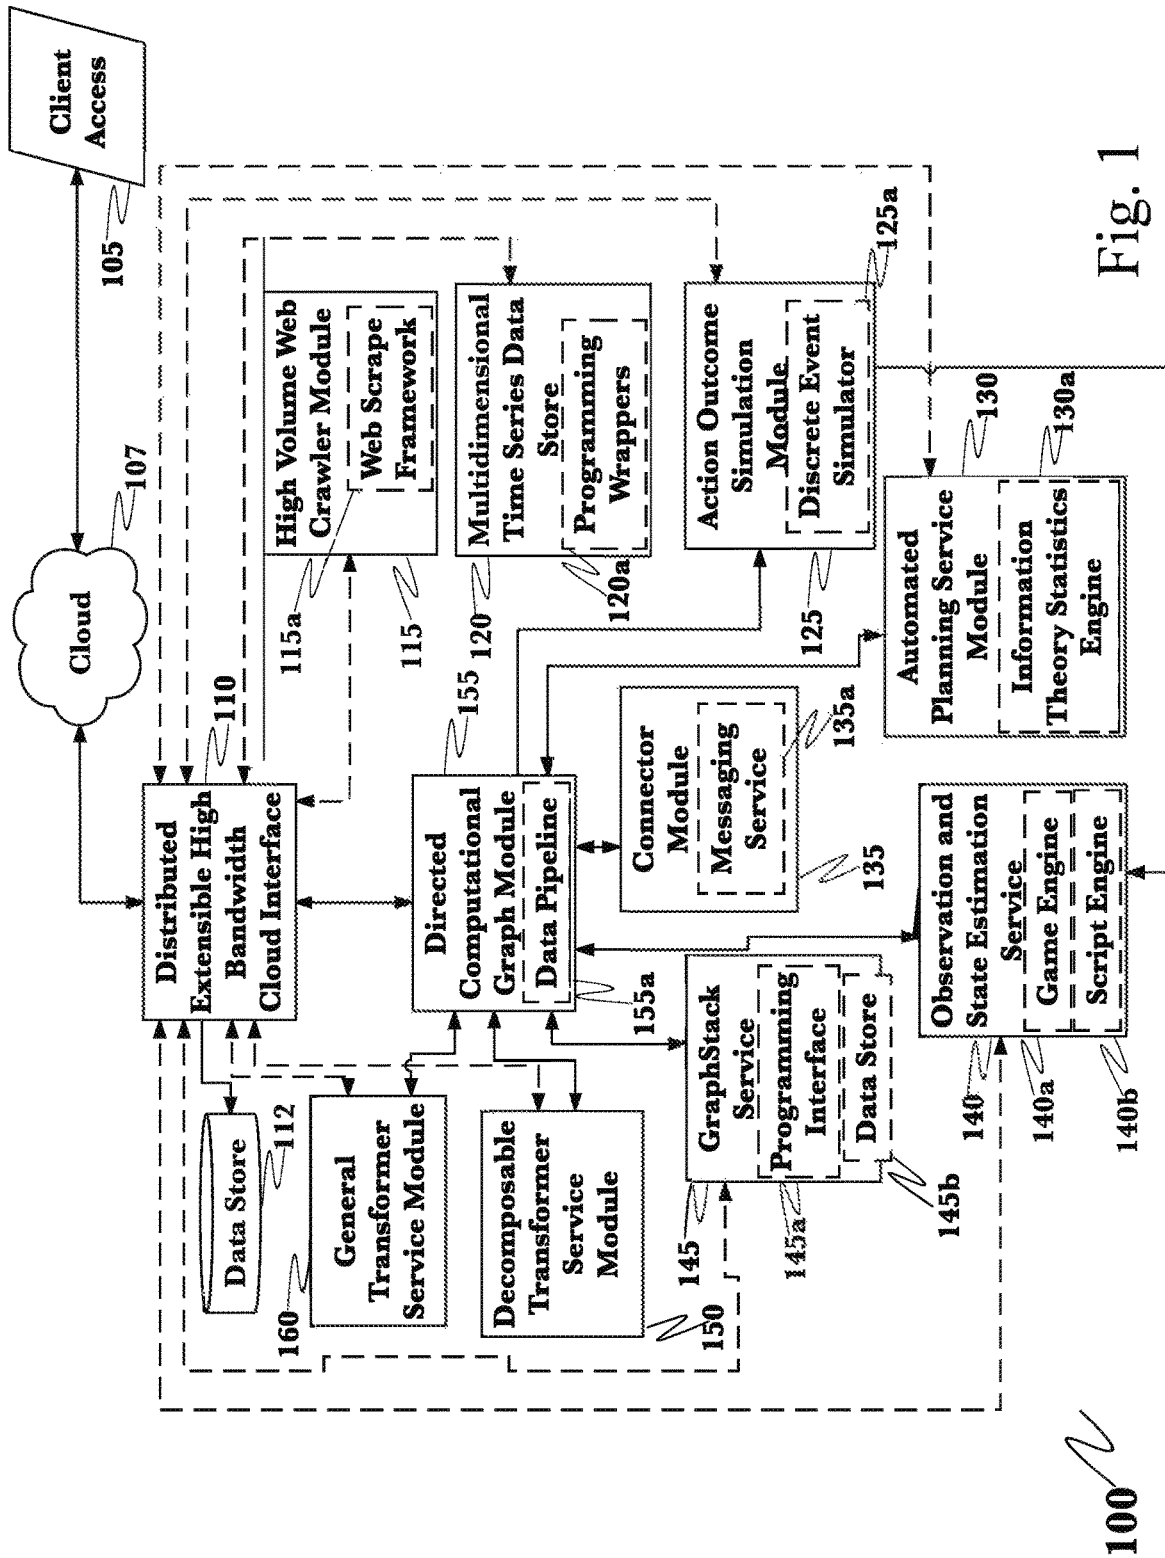 Client
Access
105
Cloud
107
Distributed
Extensible High
Bandwidth
Cloud Interface
110
Data Store
112
High Volume Web
Crawler Module
Web Scrape
Framework
115a
115
Multidimensional
Time Series Data
Store
Programming
Wrappers
120
120a
Directed
Computational
Graph Module
Data Pipeline
155
155a
General
Transformer
Service Module
160
Decomposable
Transformer
Service
Module
150
Connector
Module
Messaging
Service
135a
135
Action Outcome
Simulation
Module
Discrete Event
Simulator
125a
125
GraphStack
Service
Programming
Interface
Data Store
145
145a
145b
Automated
Planning Service
Module
Information
Theory Statistics
Engine
130
130a
Observation and
State Estimation
Service
Game Engine
Script Engine
140
140a
140b
100
Fig. 1